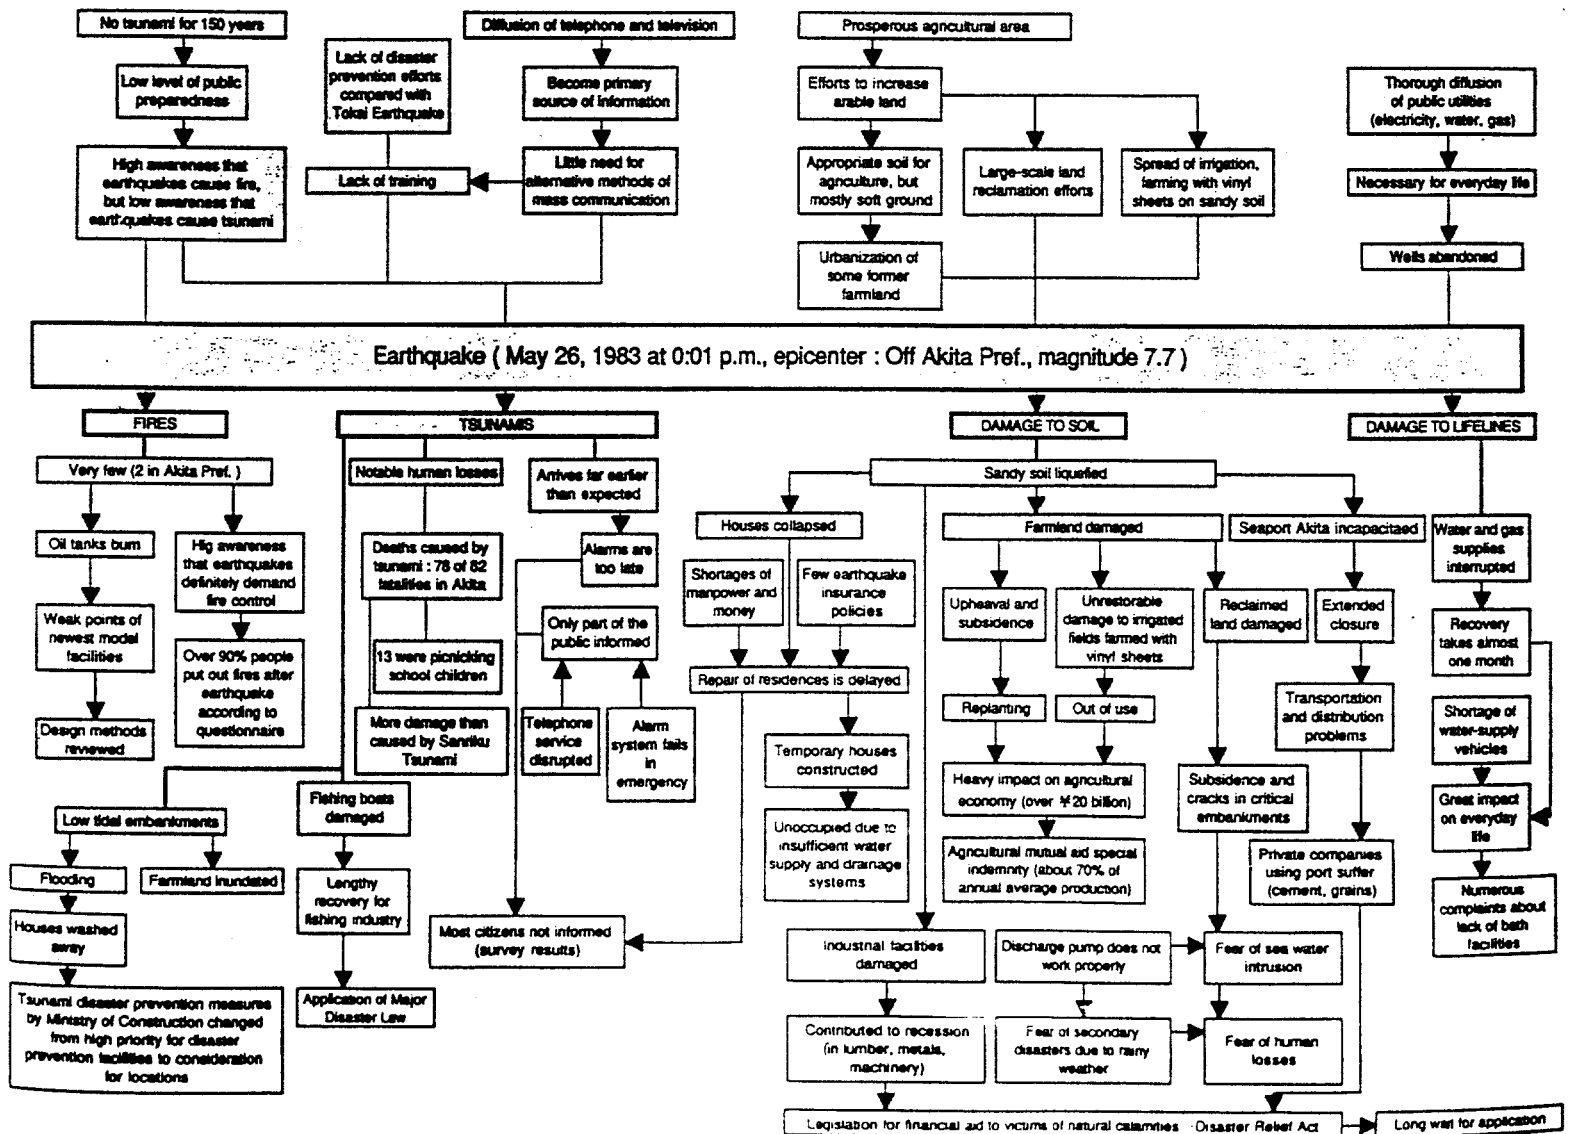 No tsunami for 150 years
Diffusion of telephone and television
Prosperous agricultural area
Low level of public
preparedness
Lack of disaster
prevention efforts
compared with
Tokai Earthquake
Become primary
source of information
Efforts to increase
arable land
Thorough diffusion
of public utilities
(electricity, water, gas)
High awareness that
earthquakes cause fire,
but low awareness that
earthquakes cause tsunami
Lack of training
Little need for
alternative methods of
mass communication
Appropriate soil for
agriculture, but
mostly soft ground
Large-scale land
reclamation efforts
Spread of irrigation,
farming with vinyl
sheets on sandy soil
Necessary for everyday life
Urbanization of
some former
farmland
Wells abandoned
Earthquake ( May 26, 1983 at 0:01 p.m., epicenter : Off Akita Pref., magnitude 7.7 )
FIRES
TSUNAMIS
DAMAGE TO SOIL
DAMAGE TO LIFELINES
Very few (2 in Akita Pref. )
Notable human losses
Arrives far earlier
than expected
Sandy soil liquefied
Oil tanks burn
Hig awareness
that earthquakes
definitely demand
fire control
Deaths caused by
tsunami : 78 of 82
fatalities in Akita
Alarms are
too late
Houses collapsed
Farmland damaged
Seaport Akita incapacitaed
Water and gas
supplies
interrupted
Shortages of
manpower and
money
Few earthquake
insurance
policies
Upheaval and
subsidence
Unrestorable
damage to irrigated
fields farmed with
vinyl sheets
Reclaimed
land damaged
Extended
closure
Weak points of
newest model
facilities
Over 90% people
put out fires after
earthquake
according to
questionnaire
13 were picnicking
school children
Only part of the
public informed
Repair of residences is delayed
Recovery
takes almost
one month
Design methods
reviewed
More damage than
caused by Sanriku
Tsunami
Telephone
service
disrupted
Alarm
system fails
in
emergency
Temporary houses
constructed
Replanting
Out of use
Transportation
and distribution
problems
Shortage of
water-supply
vehicles
Low tidal embankments
Fishing boats
damaged
Unoccupied due to
insufficient water
supply and drainage
systems
Heavy impact on agricultural
economy (over ¥20 billion)
Subsidence and
cracks in critical
embankments
Great impact
on everyday
life
Flooding
Farmland inundated
Lengthy
recovery for
fishing industry
Agricultural mutual aid special
indemnity (about 70% of
annual average production)
Private companies
using port suffer
(cement, grains)
Numerous
complaints about
lack of bath
facilities
Houses washed
away
Most citizens not informed
(survey results)
Industrial facilities
damaged
Discharge pump does not
work properly
Fear of sea water
intrusion
Tsunami disaster prevention measures
by Ministry of Construction changed
from high priority for disaster
prevention facilities to consideration
for locations
Application of Major
Disaster Law
Contributed to recession
(in lumber, metals,
machinery)
Fear of secondary
disasters due to rainy
weather
Fear of human
losses
Legislation for financial aid to victims of natural calamities Disaster Relief Act
Long wait for application